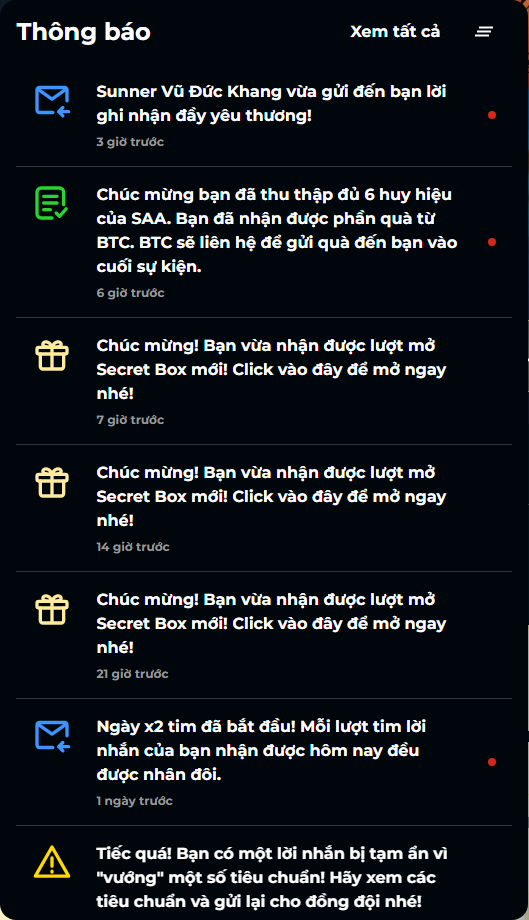 Thông báo
Xem tất cả
Sunner Vũ Đức Khang vừa gửi đến bạn lời
ghi nhận đầy yêu thương!
3 giờ trước
Chúc mừng bạn đã thu thập đủ 6 huy hiệu
của SAA. Bạn đã nhận được phần quà từ
BTC. BTC sẽ liên hệ để gửi quà đến bạn vào
cuối sự kiện.
6 giờ trước
Chúc mừng! Bạn vừa nhận được lượt mở
Secret Box mới! Click vào đây để mở ngay
nhé!
7 giờ trước
Chúc mừng! Bạn vừa nhận được lượt mở
Secret Box mới! Click vào đây để mở ngay
nhé!
14 giờ trước
Chúc mừng! Bạn vừa nhận được lượt mở
Secret Box mới! Click vào đây để mở ngay
nhé!
21 giờ trước
Ngày x2 tim đã bắt đầu! Mỗi lượt tim lời
nhắn của bạn nhận được hôm nay đều
được nhân đôi.
1 ngày trước
Tiếc quá! Bạn có một lời nhắn bị tạm ẩn vì
"vướng" một số tiêu chuẩn! Hãy xem các
tiêu chuẩn và gửi lại cho đồng đội nhé!